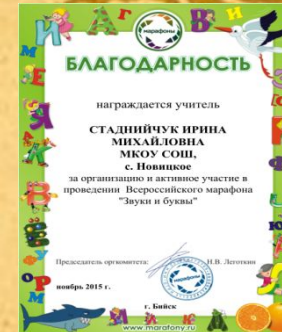 марафоны
БЛАГОДАРНОСТЬ
награждается учитель
СТАДНИЙЧУК ИРИНА
МИХАЙЛОВНА
МКОУ СОШ,
с. Новицкое
за организацию и активное участие в
проведении Всероссийского марафона
"Звуки и буквы"
Председатель оргкомитета: Н.В. Леготкин
ноябрь 2015 г.
г. Бийск
www.marafony.ru